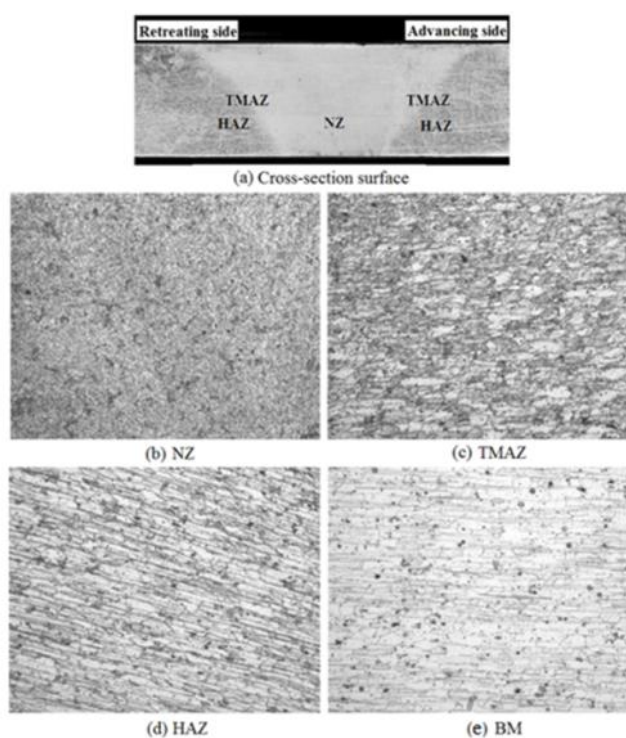 Retreating side Advancing side
TMAZ TMAZ
HAZ NZ HAZ
(a) Cross-section surface
(b) NZ (c) TMAZ
(d) HAZ (e) BM